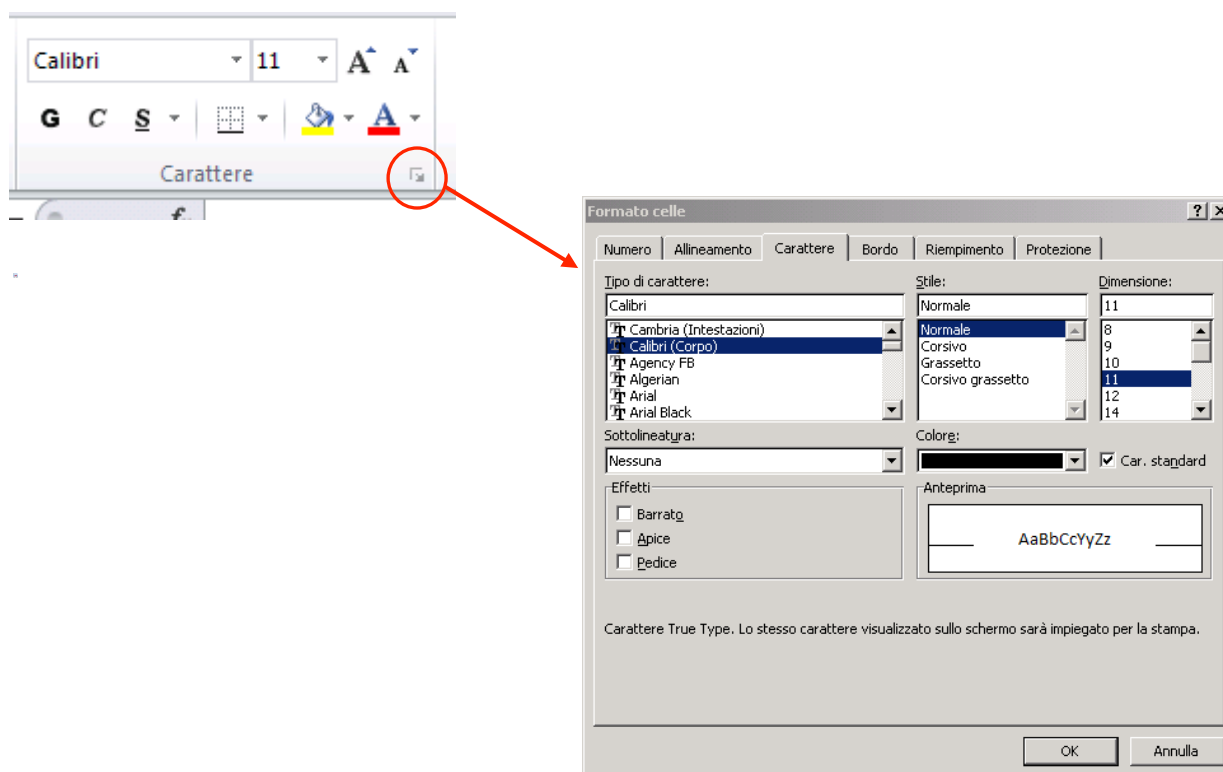 Calibri 11 A A
G C S A
Carattere
Formato celle
Numero Allineamento Carattere Bordo Riempimento Protezione
Tipo di carattere: Stile: Dimensione:
Calibri Normale 11
Cambria (Intestazioni) Normale 8
Calibri (Corpo) Corsivo 9
Agency FB Grassetto 10
Algerian Corsivo grassetto 11
Arial 12
Arial Black 14
Sottolineatura: Colore:
Nessuna Car. standard
Effetti Anteprima
Barrato
Apice AaBbCcYyZz
Pedice
Carattere True Type. Lo stesso carattere visualizzato sullo schermo sarà impiegato per la stampa.
OK Annulla